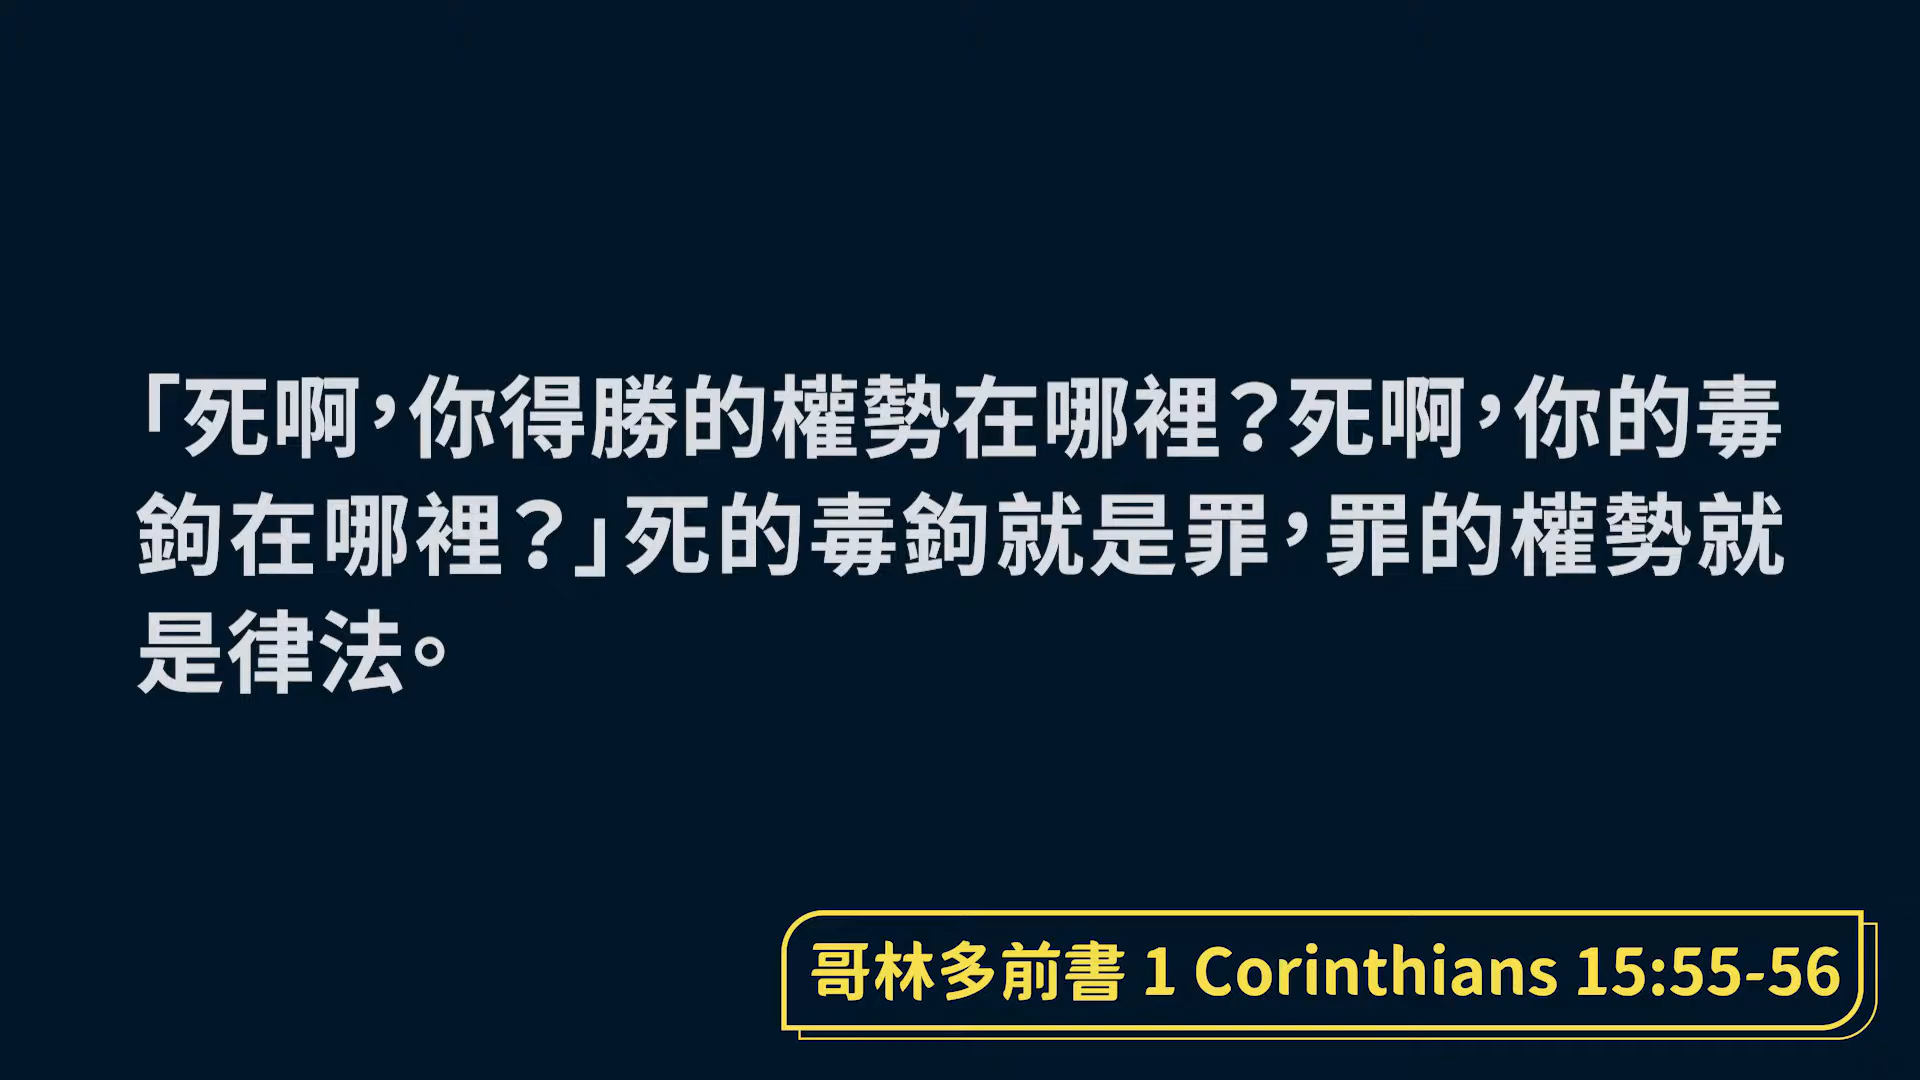 「死啊，你得勝的權勢在哪裡？死啊，你的毒
鉤在哪裡？」死的毒鉤就是罪，罪的權勢就
是律法。
哥林多前書 1 Corinthians 15:55-56